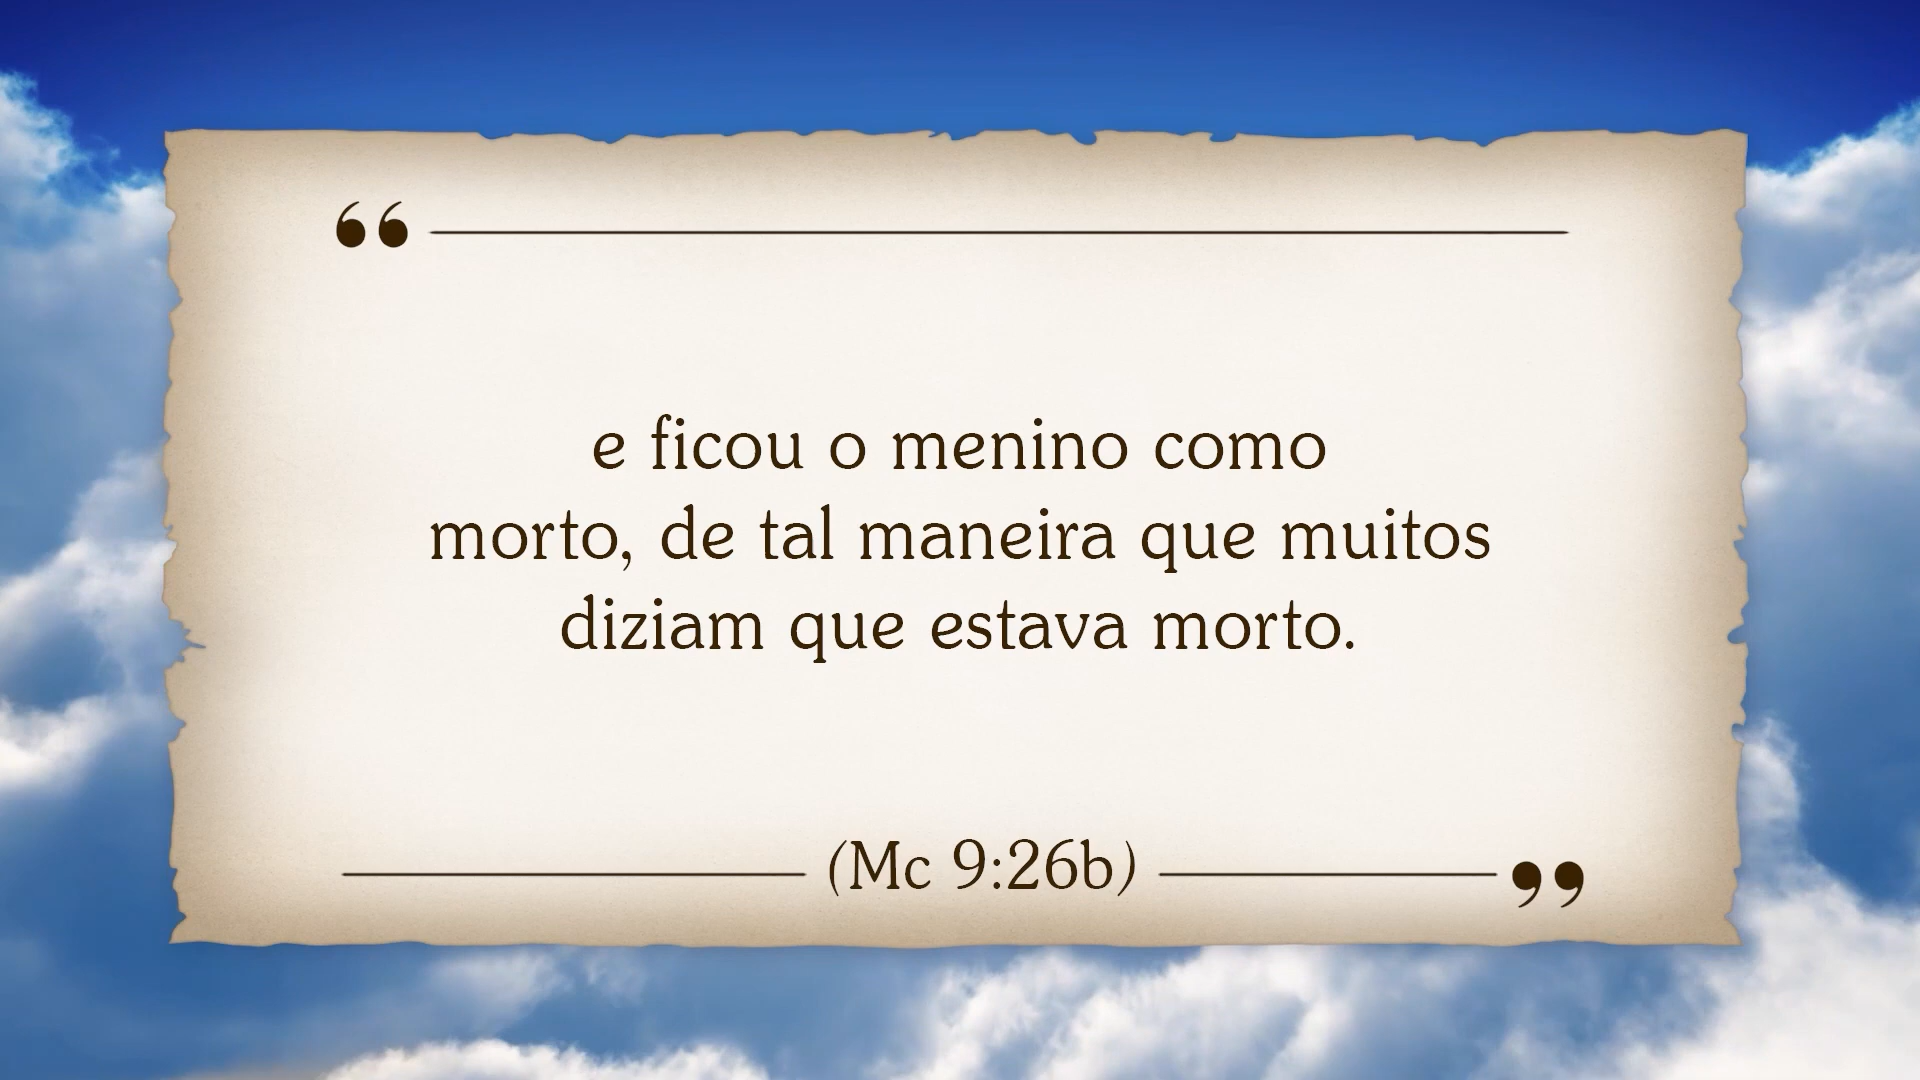 “
e ficou o menino como
morto, de tal maneira que muitos
diziam que estava morto.
(Mc 9:26b)
”